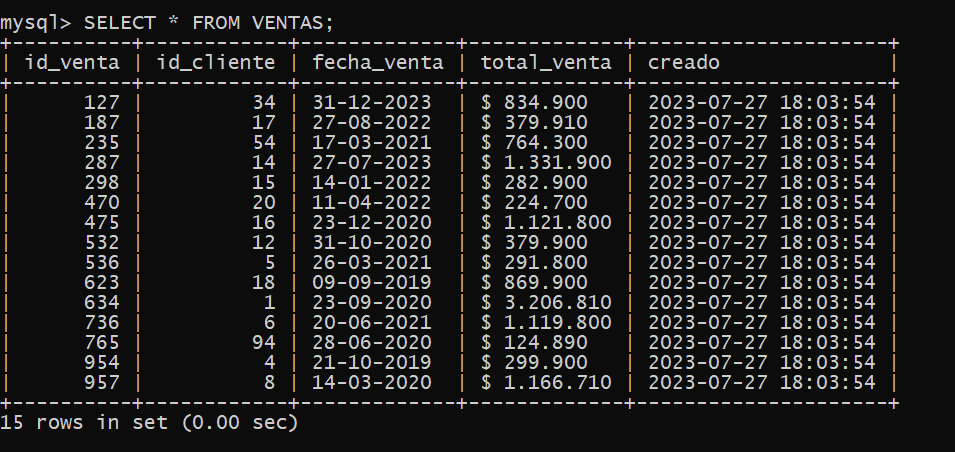 mysql> SELECT * FROM VENTAS;
+----------+------------+-------------+-------------+---------------------+
| id_venta | id_cliente | fecha_venta | total_venta | creado              |
+----------+------------+-------------+-------------+---------------------+
|      127 |         34 | 31-12-2023  | $ 834.900   | 2023-07-27 18:03:54 |
|      187 |         17 | 27-08-2022  | $ 379.910   | 2023-07-27 18:03:54 |
|      235 |         54 | 17-03-2021  | $ 764.300   | 2023-07-27 18:03:54 |
|      287 |         14 | 27-07-2023  | $ 1.331.900 | 2023-07-27 18:03:54 |
|      298 |         15 | 14-01-2022  | $ 282.900   | 2023-07-27 18:03:54 |
|      470 |         20 | 11-04-2022  | $ 224.700   | 2023-07-27 18:03:54 |
|      475 |         16 | 23-12-2020  | $ 1.121.800 | 2023-07-27 18:03:54 |
|      532 |         12 | 31-10-2020  | $ 379.900   | 2023-07-27 18:03:54 |
|      536 |          5 | 26-03-2021  | $ 291.800   | 2023-07-27 18:03:54 |
|      623 |         18 | 09-09-2019  | $ 869.900   | 2023-07-27 18:03:54 |
|      634 |          1 | 23-09-2020  | $ 3.206.810 | 2023-07-27 18:03:54 |
|      736 |          6 | 20-06-2021  | $ 1.119.800 | 2023-07-27 18:03:54 |
|      765 |         94 | 28-06-2020  | $ 124.890   | 2023-07-27 18:03:54 |
|      954 |          4 | 21-10-2019  | $ 299.900   | 2023-07-27 18:03:54 |
|      957 |          8 | 14-03-2020  | $ 1.166.710 | 2023-07-27 18:03:54 |
+----------+------------+-------------+-------------+---------------------+
15 rows in set (0.00 sec)